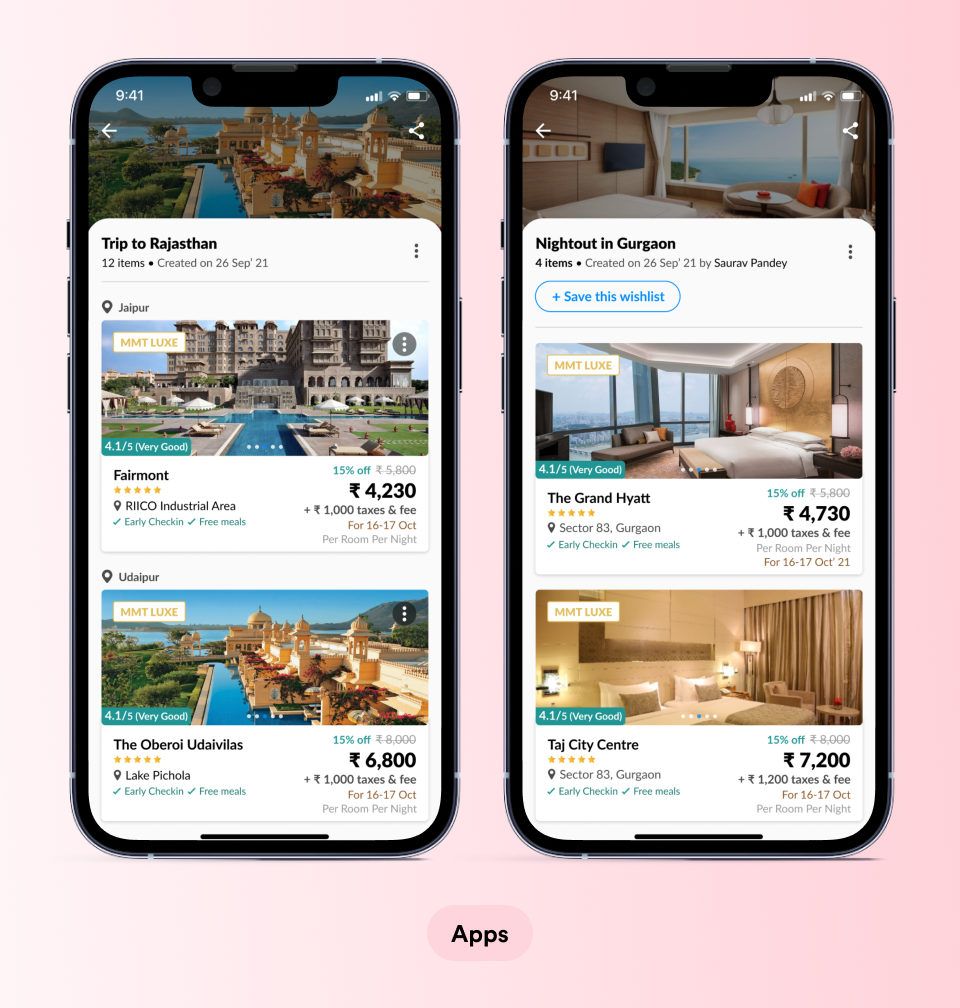 9:41
Trip to Rajasthan
12 items • Created on 26 Sep' 21
Jaipur
MMT LUXE
4.1/5 (Very Good)
Fairmont
RIICO Industrial Area
✓ Early Checkin ✓ Free meals
15% off ₹ 5,800
₹ 4,230
+ ₹ 1,000 taxes & fee
For 16-17 Oct
Per Room Per Night
Udaipur
MMT LUXE
4.1/5 (Very Good)
The Oberoi Udaivilas
Lake Pichola
✓ Early Checkin ✓ Free meals
15% off ₹ 8,000
₹ 6,800
+ ₹ 1,000 taxes & fee
For 16-17 Oct
Per Room Per Night
9:41
Nightout in Gurgaon
4 items • Created on 26 Sep' 21 by Saurav Pandey
+ Save this wishlist
MMT LUXE
4.1/5 (Very Good)
The Grand Hyatt
Sector 83, Gurgaon
✓ Early Checkin ✓ Free meals
15% off ₹ 5,800
₹ 4,730
+ ₹ 1,000 taxes & fee
Per Room Per Night
For 16-17 Oct' 21
MMT LUXE
4.1/5 (Very Good)
Taj City Centre
Sector 83, Gurgaon
✓ Early Checkin ✓ Free meals
15% off ₹ 8,000
₹ 7,200
+ ₹ 1,200 taxes & fee
For 16-17 Oct
Per Room Per Night
Apps